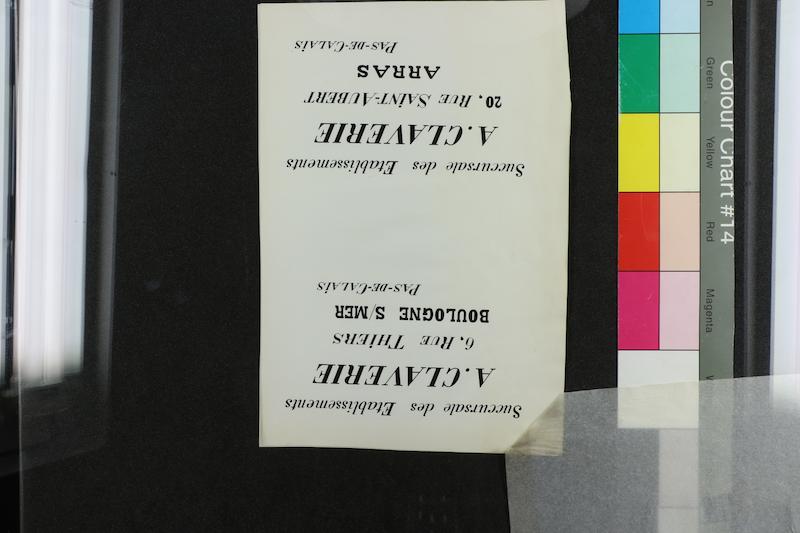 Succursale des Etablissements
A. CLAVERIE
6, RUE THIERS
BOULOGNE S/MER
PAS-DE-CALAIS
Succursale des Etablissements
A. CLAVERIE
20, RUE SAINT-AUBERT
ARRAS
PAS-DE-CALAIS
Colour Chart #14
Green
Yellow
Red
Magenta